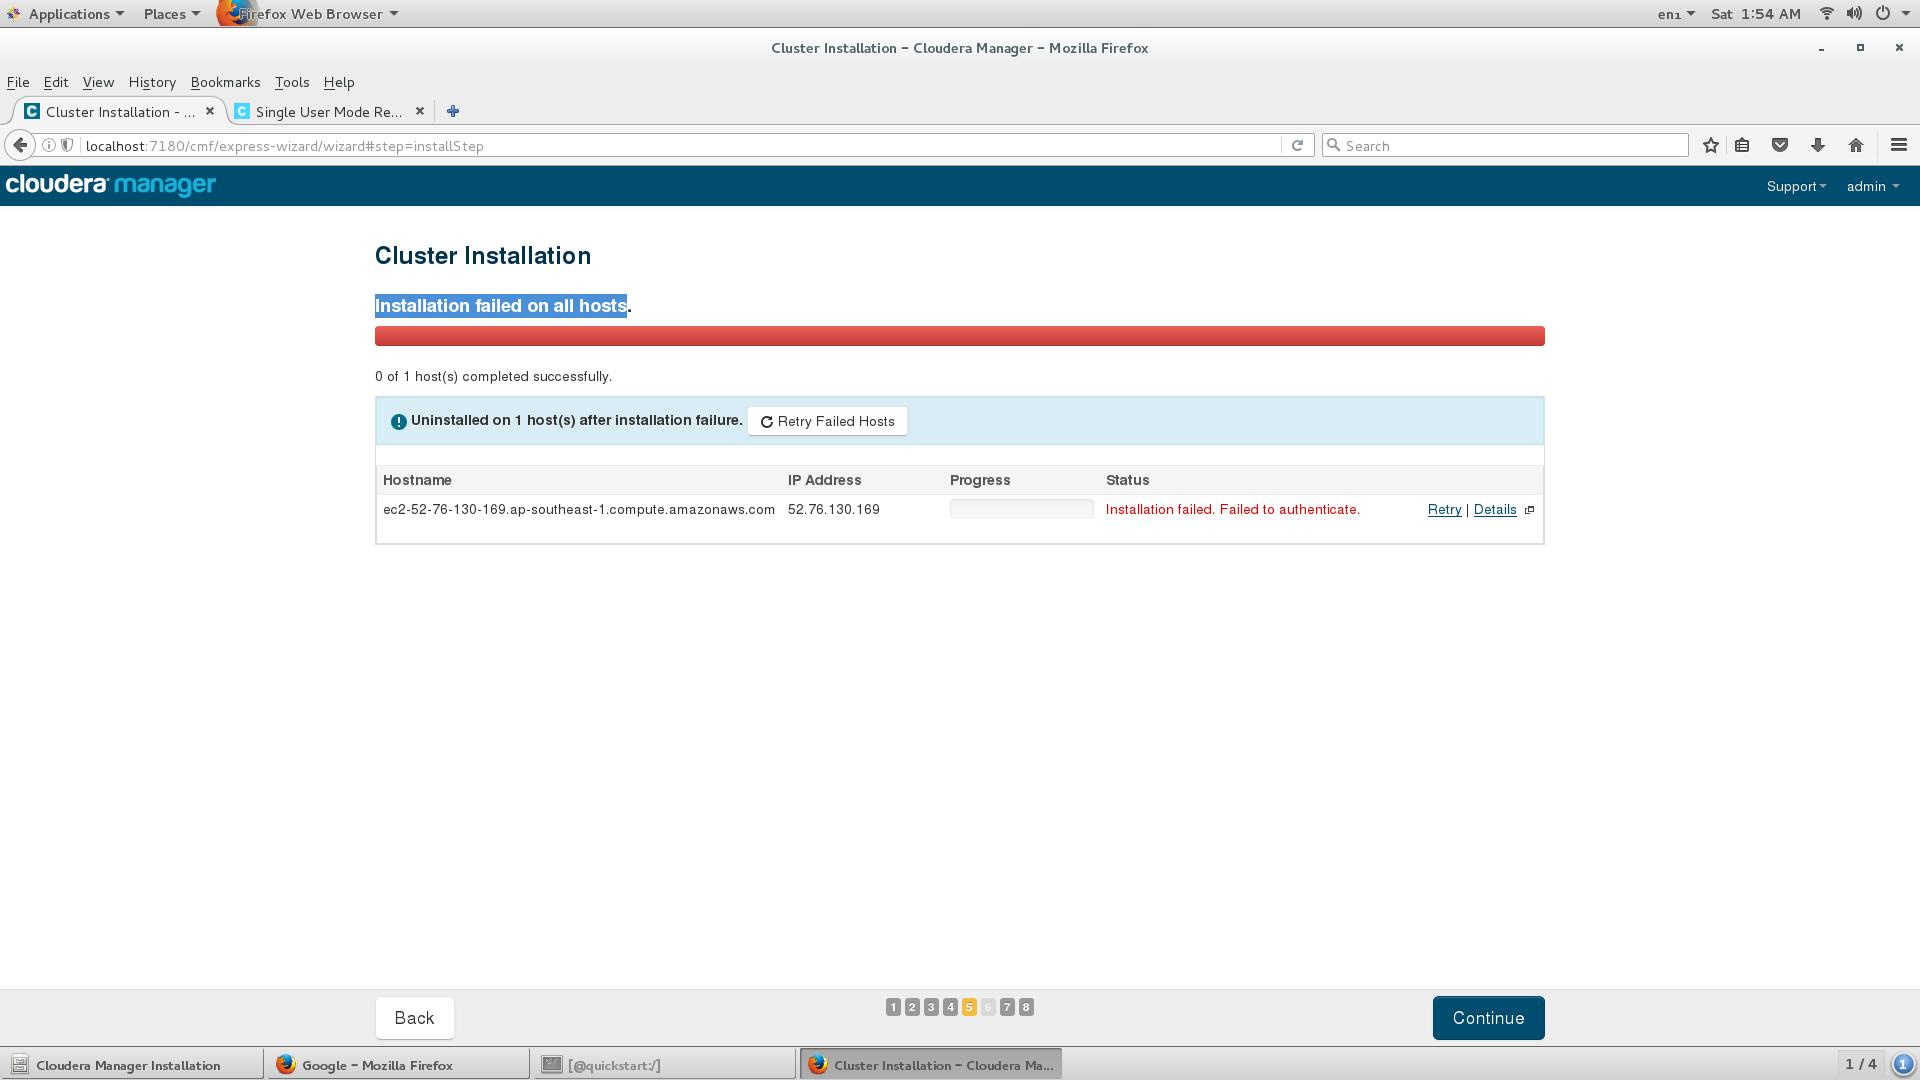 Applications Places Firefox Web Browser en1 Sat 1:54 AM
Cluster Installation - Cloudera Manager - Mozilla Firefox
File Edit View History Bookmarks Tools Help
Cluster Installation - ... Single User Mode Re...
localhost:7180/cmf/express-wizard/wizard#step=installStep Search
cloudera manager Support admin
Cluster Installation
Installation failed on all hosts.
0 of 1 host(s) completed successfully.
Uninstalled on 1 host(s) after installation failure. Retry Failed Hosts
Hostname IP Address Progress Status
ec2-52-76-130-169.ap-southeast-1.compute.amazonaws.com 52.76.130.169 Installation failed. Failed to authenticate. Retry | Details
Back 1 2 3 4 5 6 7 8 Continue
Cloudera Manager Installation Google - Mozilla Firefox [@quickstart:/] Cluster Installation - Cloudera Ma... 1 / 4 1